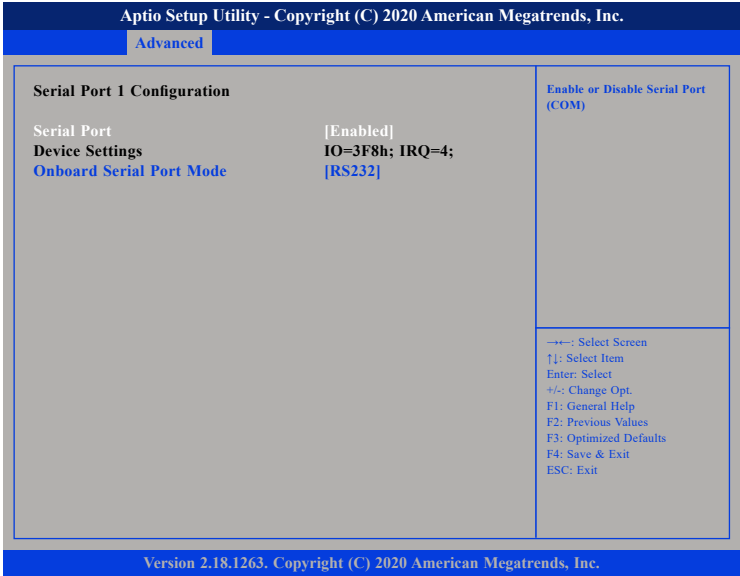 Aptio Setup Utility - Copyright (C) 2020 American Megatrends, Inc.
Advanced
Serial Port 1 Configuration
Serial Port [Enabled]
Device Settings IO=3F8h; IRQ=4;
Onboard Serial Port Mode [RS232]
Enable or Disable Serial Port
(COM)
→←: Select Screen
↑↓: Select Item
Enter: Select
+/-: Change Opt.
F1: General Help
F2: Previous Values
F3: Optimized Defaults
F4: Save & Exit
ESC: Exit
Version 2.18.1263. Copyright (C) 2020 American Megatrends, Inc.